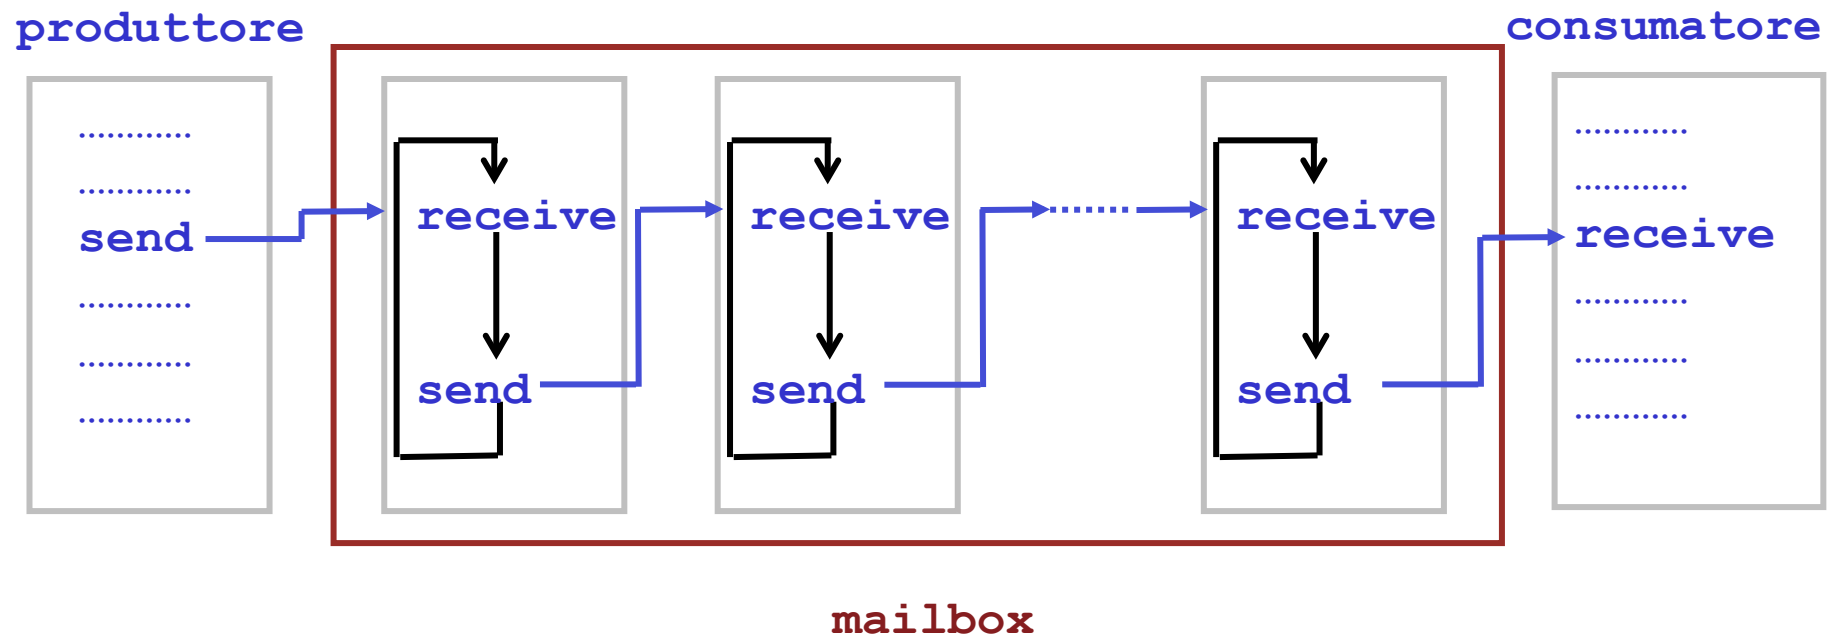 produttore
consumatore
............
............
send
............
............
............
receive
send
receive
send
receive
send
............
............
receive
............
............
............
mailbox